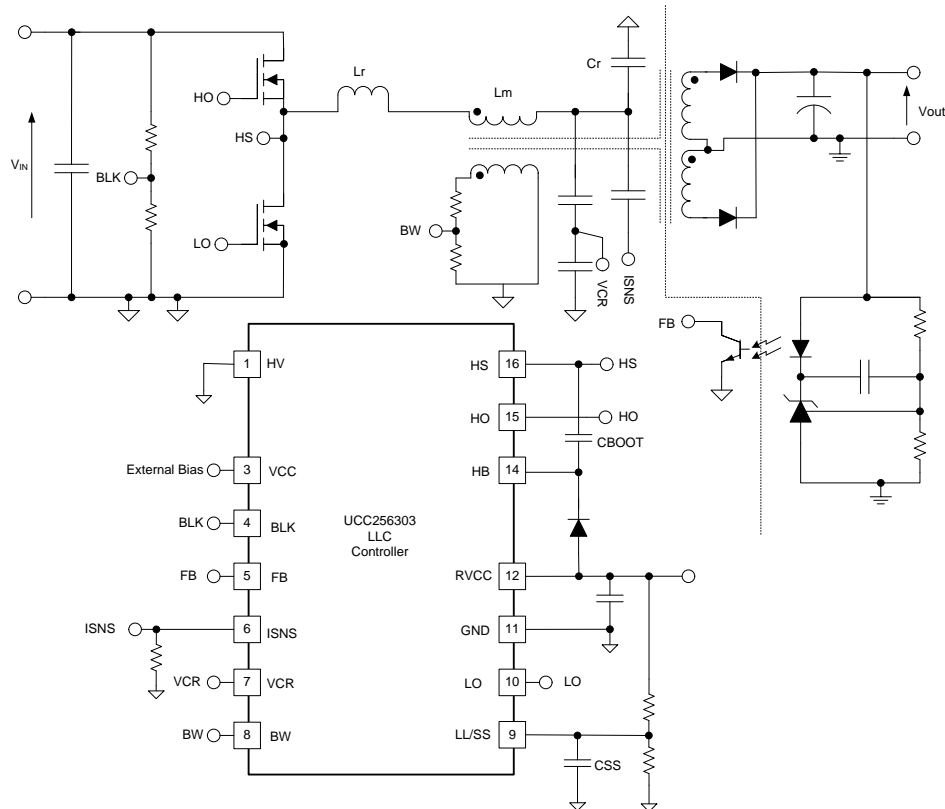 Lr
Lm
Cr
HO
HS
VIN
BLK
LO
BW
VCR
ISNS
Vout
FB
1
HV
External Bias
3
VCC
BLK
4
BLK
FB
5
FB
ISNS
6
ISNS
VCR
7
VCR
BW
8
BW
UCC256303
LLC
Controller
HS
16
HS
HO
15
HO
CBOOT
HB
14
RVCC
12
GND
11
LO
10
LO
LL/SS
9
CSS